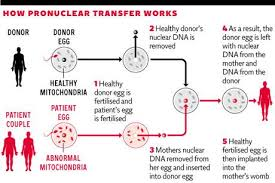 HOW PRONUCLEAR TRANSFER WORKS
DONOR
DONOR
EGG
HEALTHY
MITOCHONDRIA
PATIENT
COUPLE
PATIENT
EGG
ABNORMAL
MITOCHONDRIA
1 Healthy
donor egg is
fertilised and
patient's egg
is fertilised
2 Healthy donor's
nuclear DNA is
removed
3 Mothers nuclear
DNA removed from
her egg and inserted
into donor egg
4 As a result, the
donor egg is left
with nuclear DNA
from the mother
and DNA from
the donor
5 Healthy
fertilised egg is
then implanted
into the
mother's womb